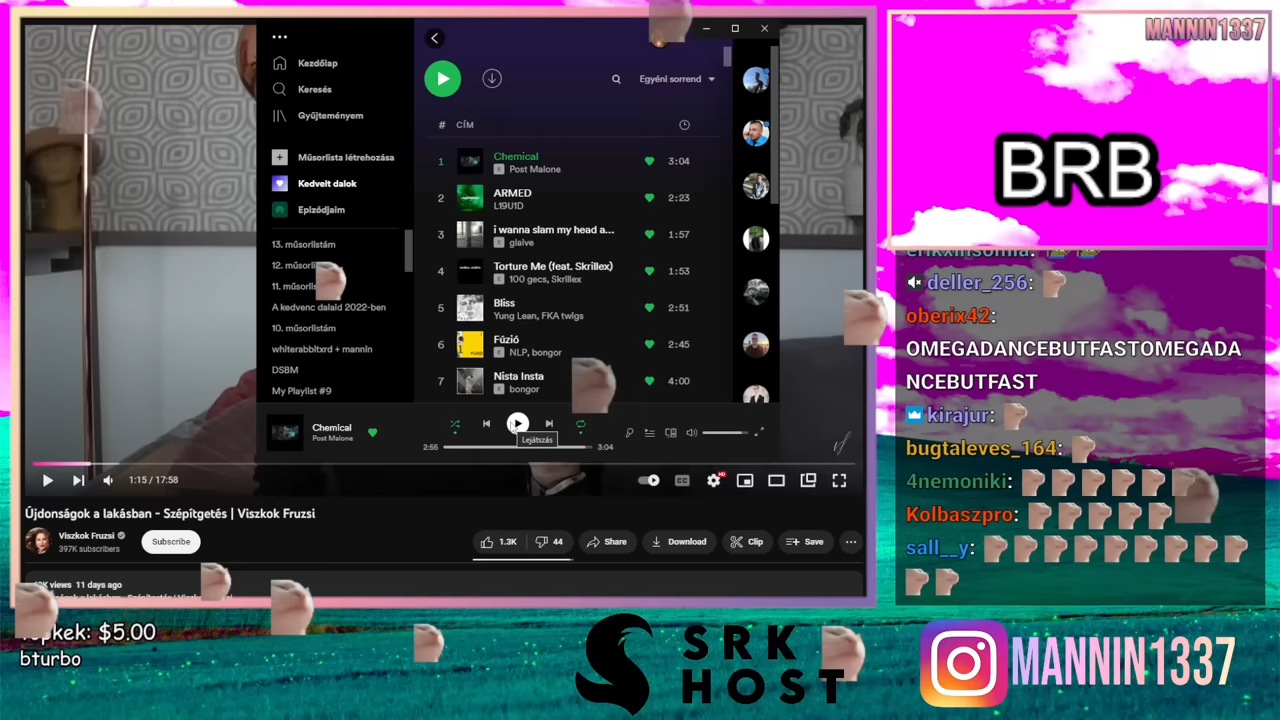 MANNIN1337
BRB
Kezdőlap
Keresés
Gyűjteményem
Műsorlista létrehozása
Kedvelt dalok
Epizódjaim
13. műsorlistám
12.
11.
A kedvenc dalaid 2022-ben
10. műsorlistám
whiterabbitxrd + mannin
DSBM
My Playlist #9
Egyéni sorrend
# CÍM
1 Chemical 3:04
E Post Malone
2 ARMED 2:23
L19U1D
3 i wanna slam my head a... 1:57
E glaive
4 Torture Me (feat. Skrillex) 1:53
100 gecs, Skrillex
5 Bliss 2:51
Yung Lean, FKA twigs
6 Fúzió 2:45
E NLP, bongor
7 Nista Insta 4:00
E bongor
Chemical
Post Malone
Lejátszás
2:55 3:04
1:15 / 17:58
CC HD
Újdonságok a lakásban - Szépítgetés | Viszkok Fruzsi
Viszkok Fruzsi
397K subscribers
Subscribe
1.3K 44 Share Download Clip Save
views 11 days ago
deller_256:
oberix42:
OMEGADANCEBUTFASTOMEGADA
NCEBUTFAST
kirajur:
bugtaleves_164:
4nemoniki:
Kolbaszpro:
sall__y:
$5.00
bturbo
SRK
HOST
MANNIN1337